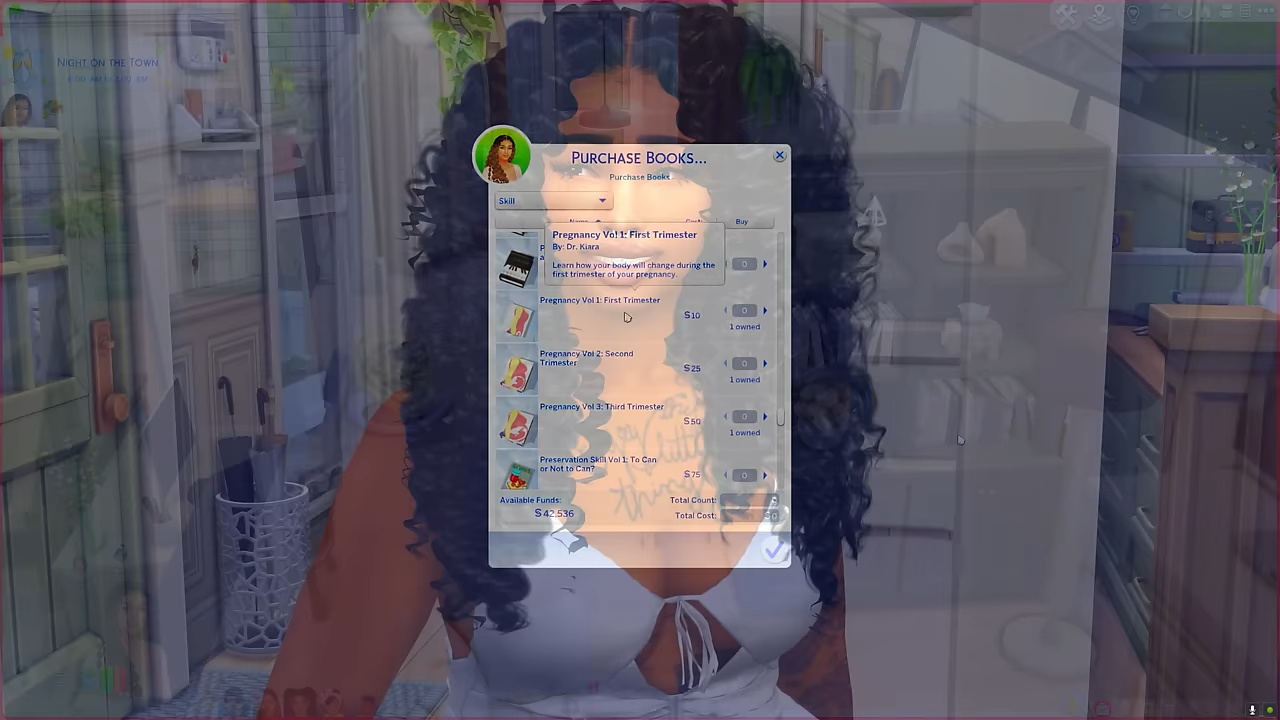 NIGHT ON THE TOWN
PURCHASE BOOKS...
Purchase Books
Skill
Buy
Pregnancy Vol 1: First Trimester
By: Dr. Kiara
Learn how your body will change during the
first trimester of your pregnancy.
0
Pregnancy Vol 1: First Trimester
§10
0
1 owned
Pregnancy Vol 2: Second
Trimester
§25
0
1 owned
Pregnancy Vol 3: Third Trimester
§50
0
1 owned
Preservation Skill Vol 1: To Can
or Not to Can?
§75
0
Available Funds:
§42,536
Total Count:
Total Cost: